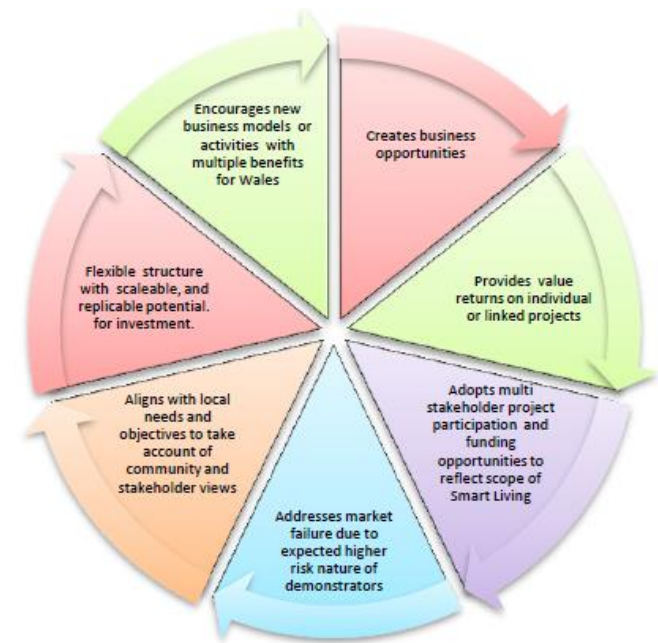 Creates business
opportunities
Provides value
returns on individual
or linked projects
Adopts multi
stakeholder project
participation and
funding
opportunities to
reflect scope of
Smart Living
Addresses market
failure due to
expected higher
risk nature of
demonstrators
Aligns with local
needs and
objectives to take
account of
community and
stakeholder views
Flexible structure
with scaleable, and
replicable potential.
for investment.
Encourages new
business models or
activities with
multiple benefits
for Wales